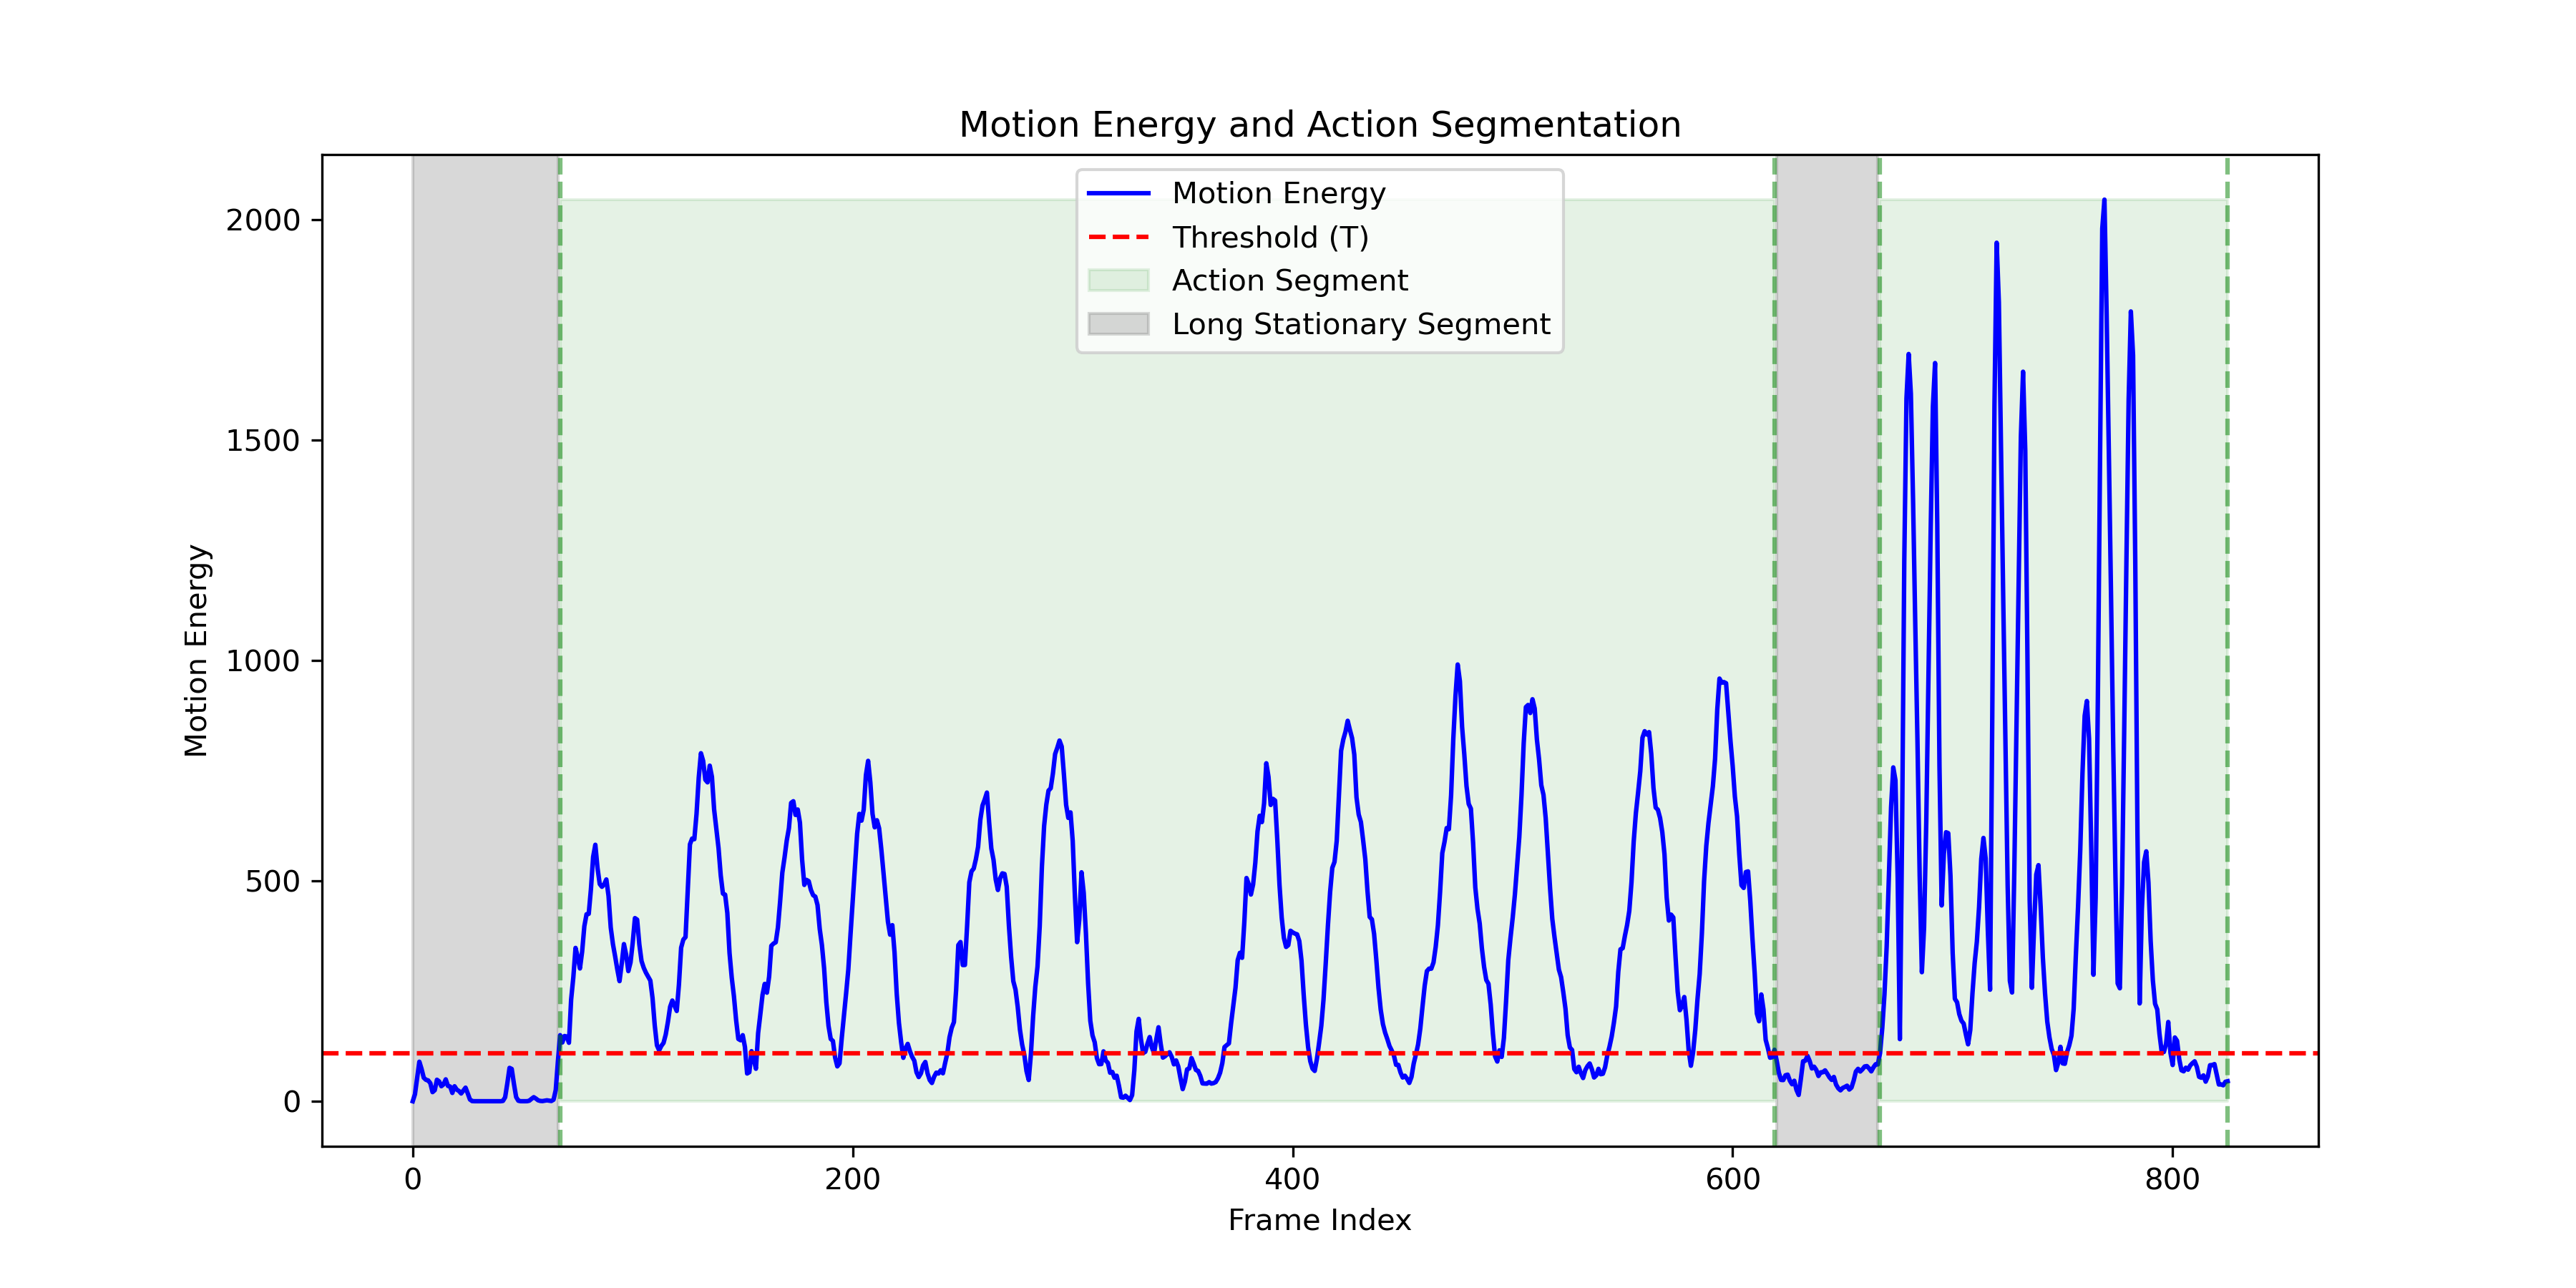 Motion Energy and Action Segmentation
Motion Energy
Threshold (T)
Action Segment
Long Stationary Segment
Motion Energy
2000
1500
1000
500
0
0
200
400
600
800
Frame Index